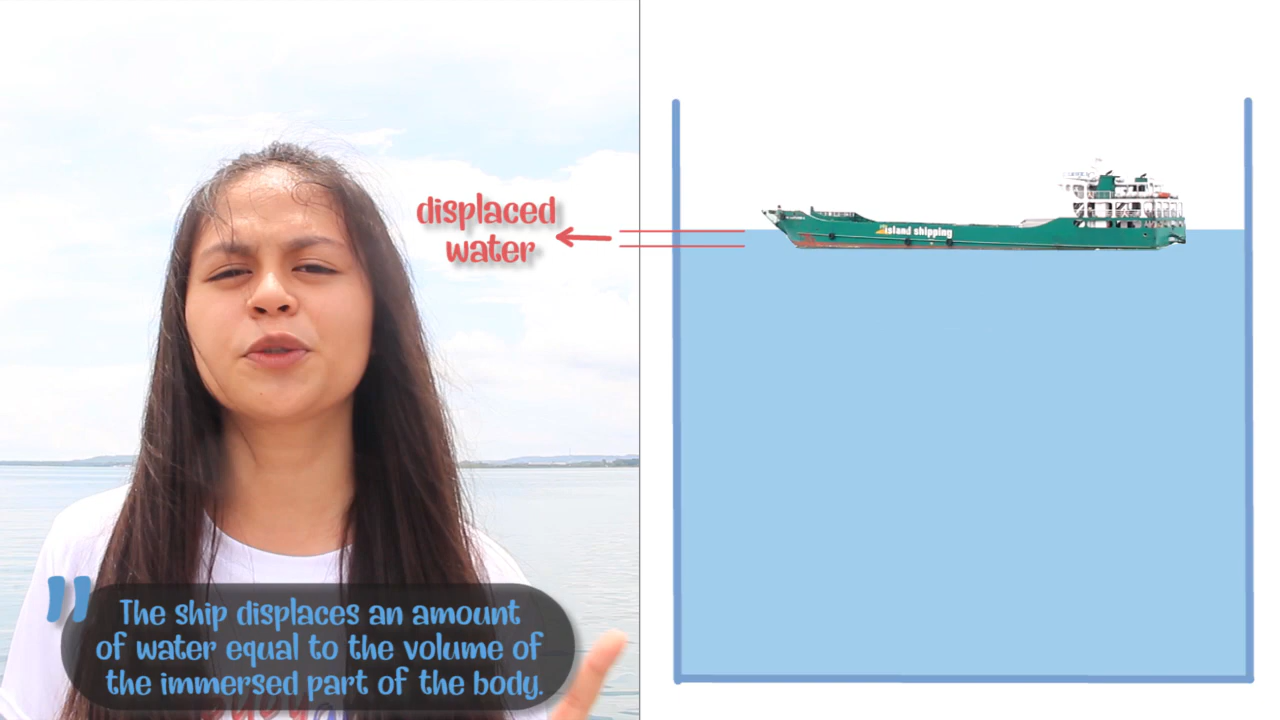 displaced
water
island shipping
"
The ship displaces an amount
of water equal to the volume of
the immersed part of the body.